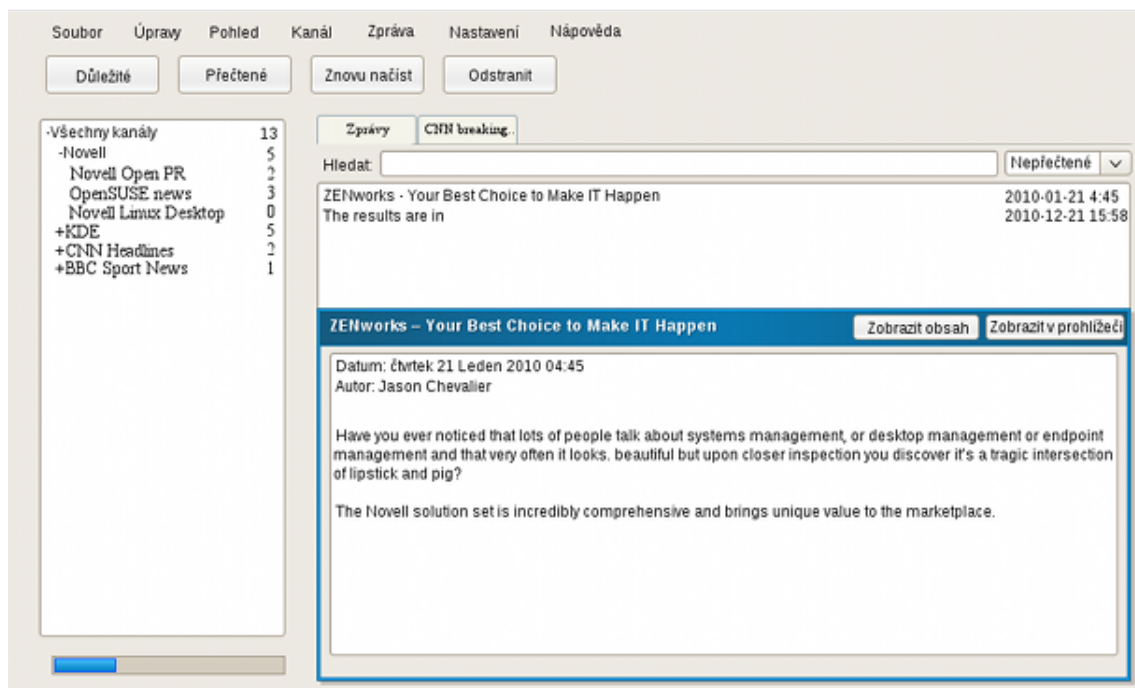 Soubor Úpravy Pohled Kanál Zpráva Nastavení Nápověda
Důležité Přečtené Znovu načíst Odstranit
-Všechny kanály 13
-Novell 5
Novell Open PR 2
OpenSUSE news 3
Novell Linux Desktop 0
+KDE 5
+CNN Headlines 2
+BBC Sport News 1
Zprávy CNN breaking..
Hledat: Nepřečtené
ZENworks - Your Best Choice to Make IT Happen 2010-01-21 4:45
The results are in 2010-12-21 15:58
ZENworks – Your Best Choice to Make IT Happen Zobrazit obsah Zobrazit v prohlížeči
Datum: čtvrtek 21 Leden 2010 04:45
Autor: Jason Chevalier
Have you ever noticed that lots of people talk about systems management, or desktop management or endpoint
management and that very often it looks. beautiful but upon closer inspection you discover it's a tragic intersection
of lipstick and pig?
The Novell solution set is incredibly comprehensive and brings unique value to the marketplace.